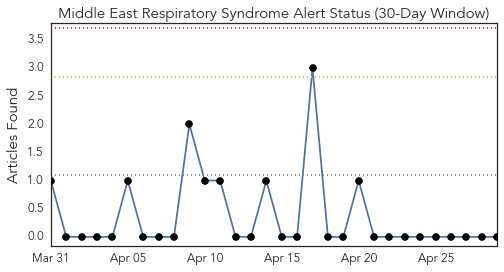 Middle East Respiratory Syndrome Alert Status (30-Day Window)
Articles Found
3.5
3.0
2.5
2.0
1.5
1.0
0.5
0.0
Mar 31 Apr 05 Apr 10 Apr 15 Apr 20 Apr 25